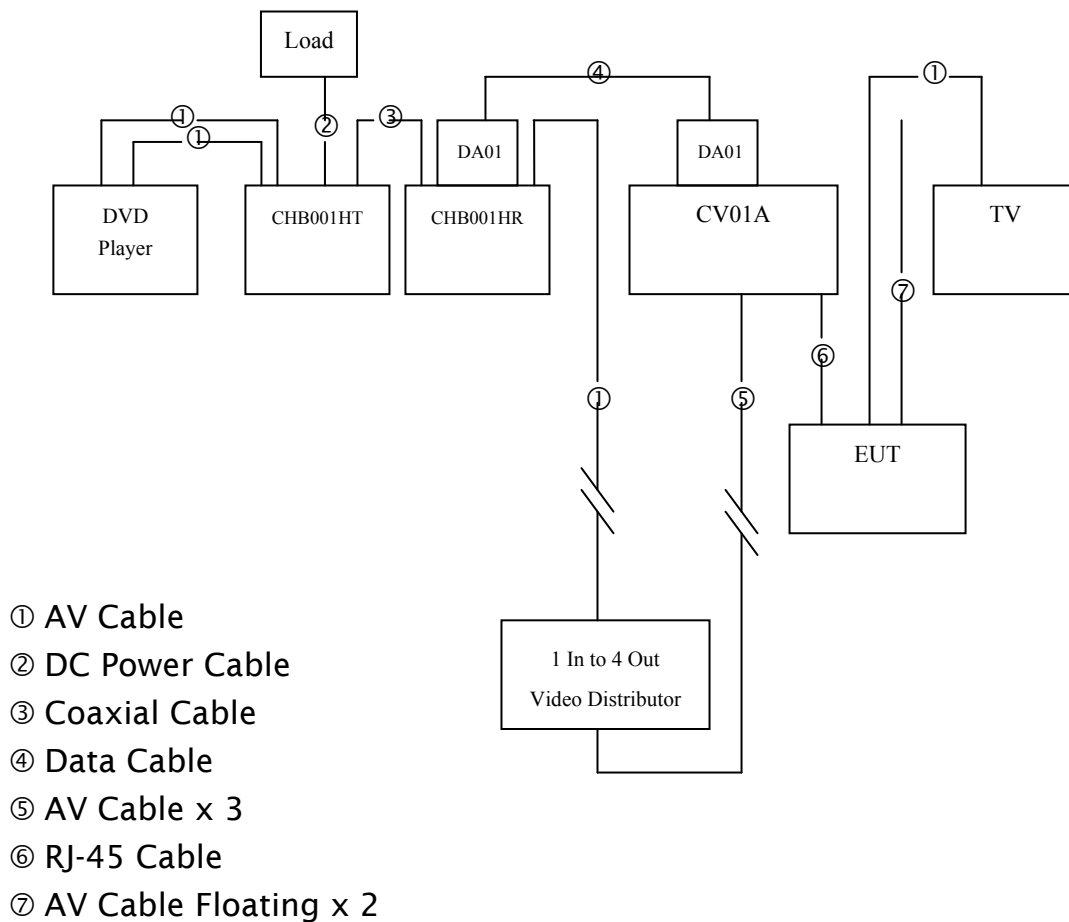 Load
④
①
①
③
①
②
DA01
DA01
DVD
Player
CHB001HT
CHB001HR
CV01A
TV
⑦
⑥
①
⑤
EUT
1 In to 4 Out
Video Distributor
① AV Cable
② DC Power Cable
③ Coaxial Cable
④ Data Cable
⑤ AV Cable x 3
⑥ RJ-45 Cable
⑦ AV Cable Floating x 2